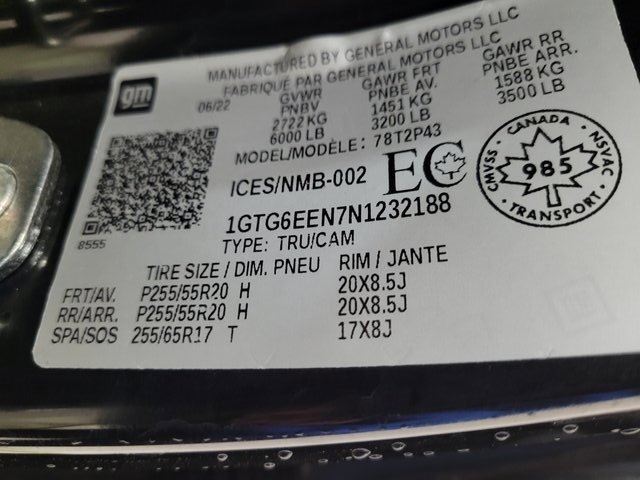 MANUFACTURED BY GENERAL MOTORS LLC
FABRIQUE PAR GENERAL MOTORS LLC
gm
06/22
GVWR GAWR FRT GAWR RR
PNBV PNBE AV. PNBE ARR.
2722 KG 1451 KG 1588 KG
6000 LB 3200 LB 3500 LB
MODEL/MODÈLE: 78T2P43
ICES/NMB-002 EC
CANADA
CMVSS NSVAC
985
TRANSPORT
1GTG6EEN7N1232188
8555
TYPE: TRU/CAM
TIRE SIZE / DIM. PNEU RIM / JANTE
FRT/AV. P255/55R20 H 20X8.5J
RR/ARR. P255/55R20 H 20X8.5J
SPA/SOS 255/65R17 T 17X8J